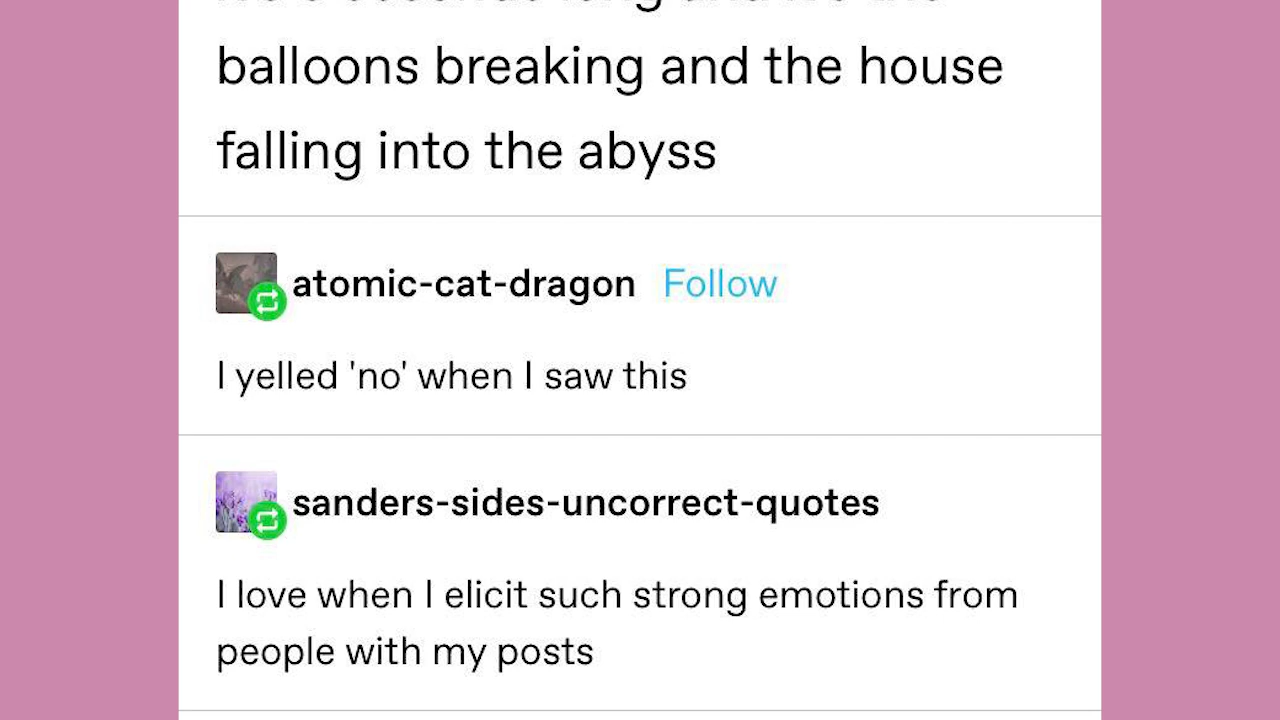 balloons breaking and the house
falling into the abyss
atomic-cat-dragon Follow
I yelled 'no' when I saw this
sanders-sides-uncorrect-quotes
I love when I elicit such strong emotions from
people with my posts